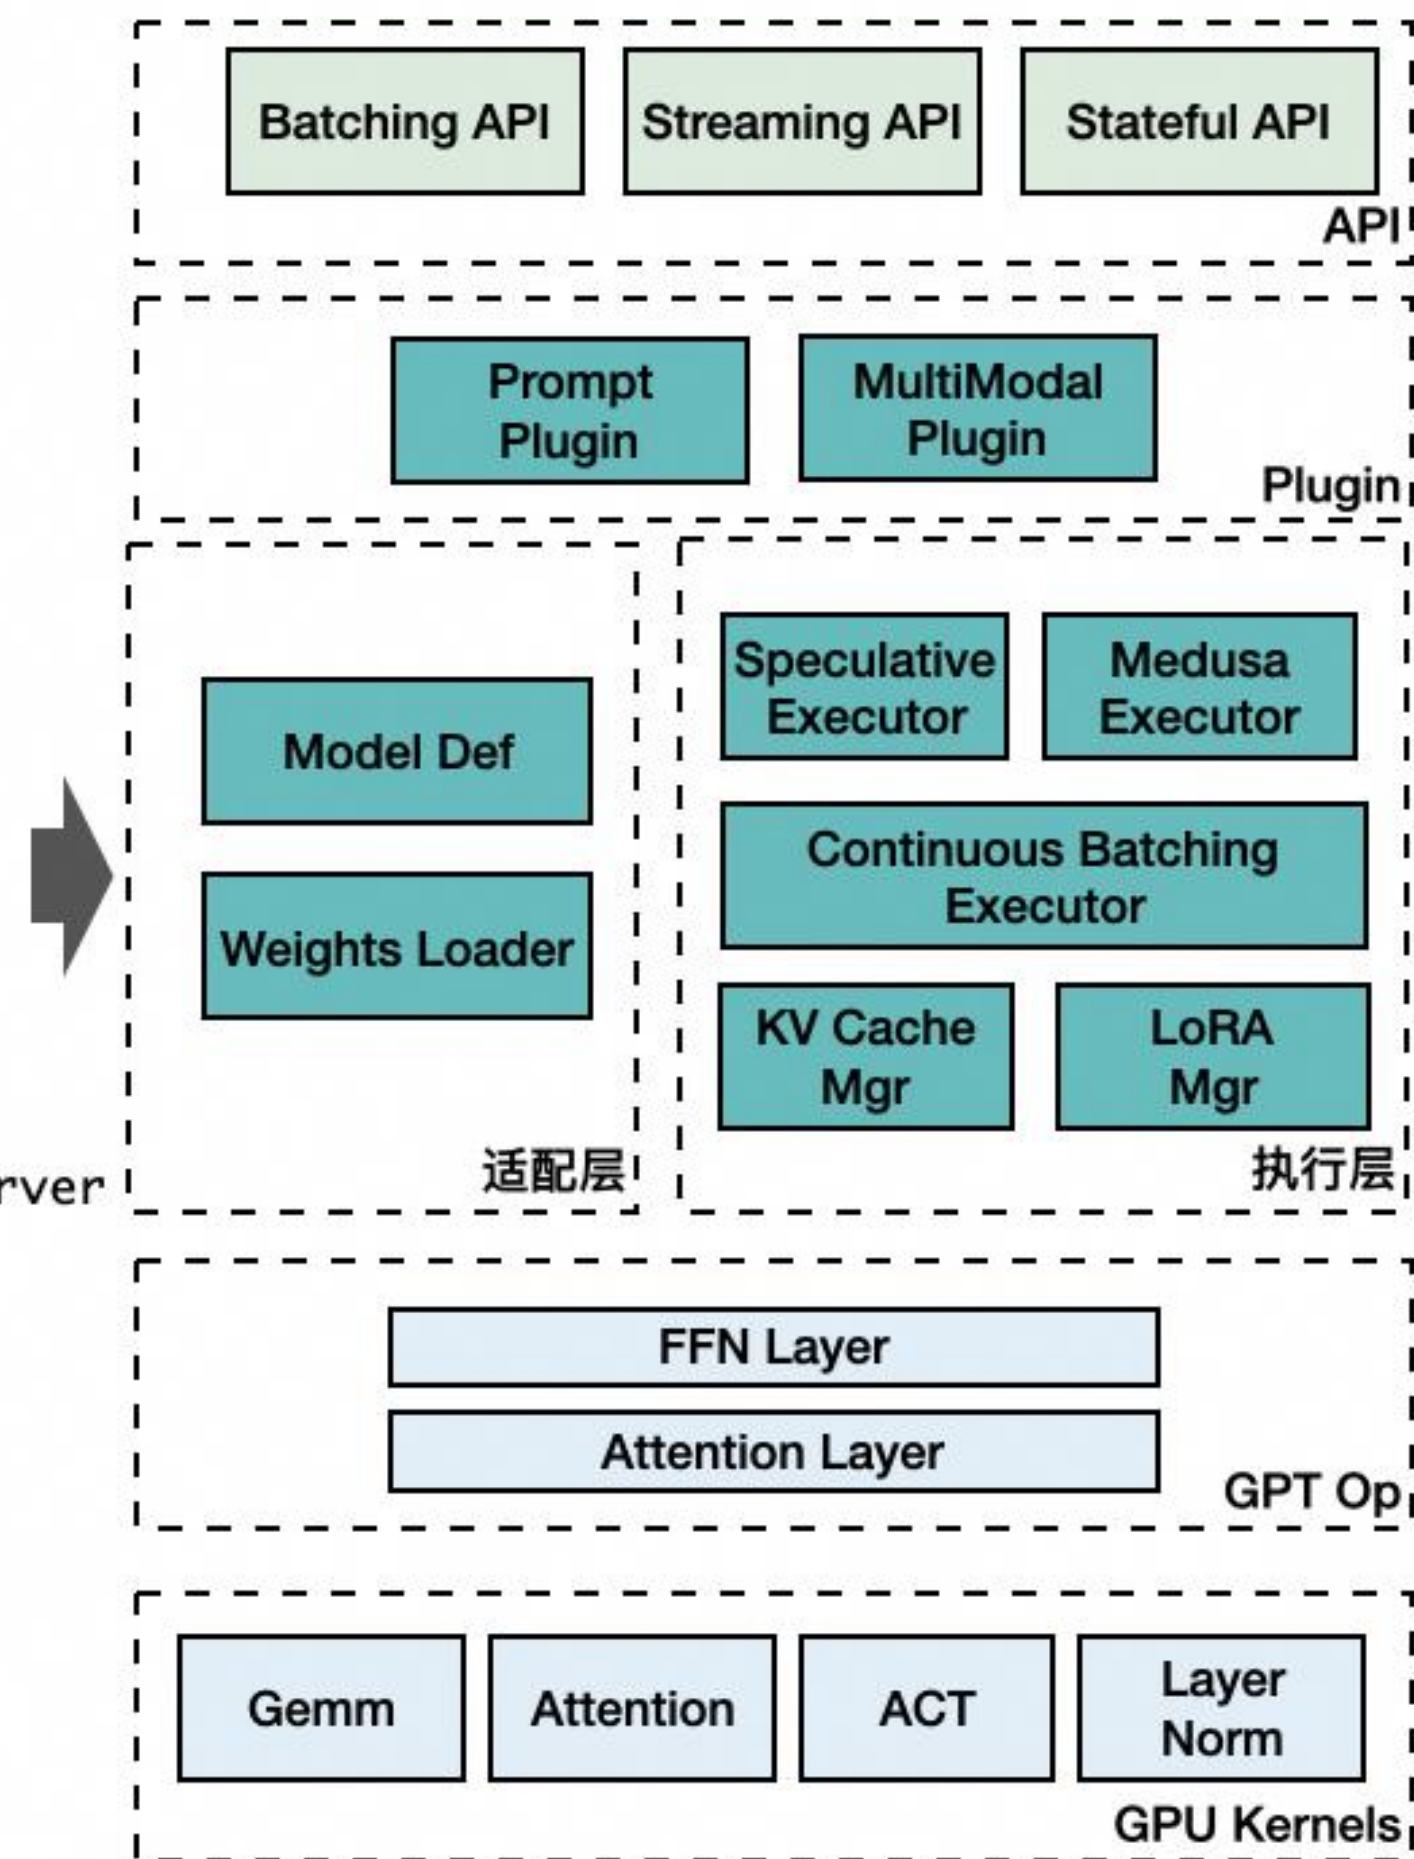 Batching API
Streaming API
Stateful API
API
Prompt
Plugin
MultiModal
Plugin
Plugin
Model Def
Weights Loader
适配层
Speculative
Executor
Medusa
Executor
Continuous Batching
Executor
KV Cache
Mgr
LoRA
Mgr
执行层
rver
FFN Layer
Attention Layer
GPT Op
Gemm
Attention
ACT
Layer
Norm
GPU Kernels